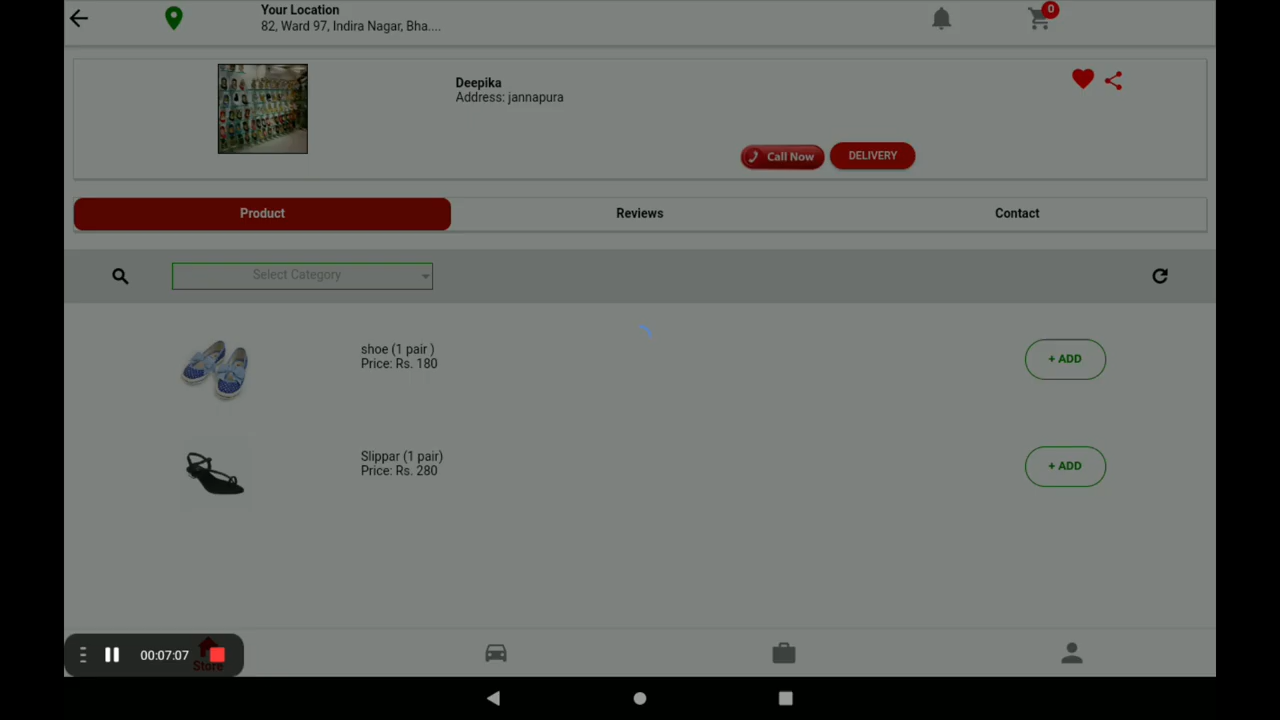 Your Location
82, Ward 97, Indira Nagar, Bha....
0
Deepika
Address: jannapura
Call Now
DELIVERY
Product
Reviews
Contact
Select Category
shoe (1 pair )
Price: Rs. 180
+ ADD
Slippar (1 pair)
Price: Rs. 280
+ ADD
00:07:07
Store